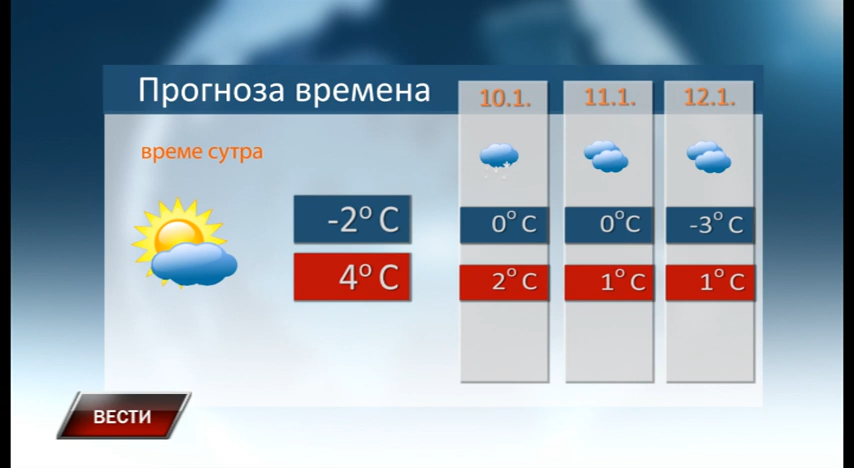 Прогноза времена
време сутра
-2° C
4° C
10.1.
0° C
2° C
11.1.
0°C
1° C
12.1.
-3° C
1° C
ВЕСТИ